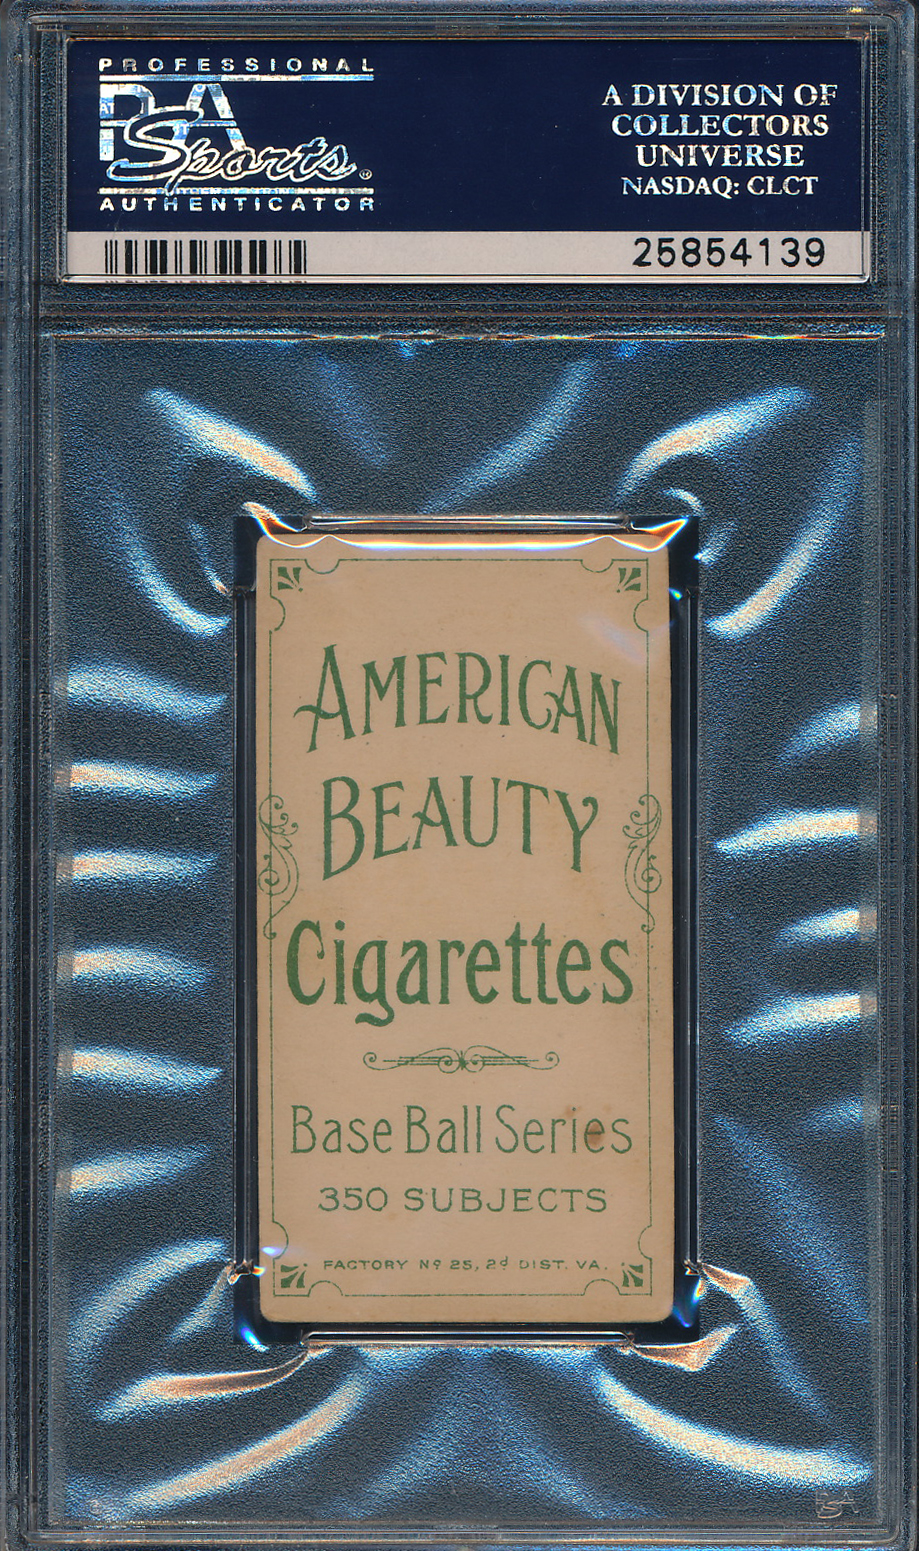 PROFESSIONAL
PSA
Sports®
AUTHENTICATOR
A DIVISION OF
COLLECTORS
UNIVERSE
NASDAQ: CLCT
25854139
AMERICAN
BEAUTY
Cigarettes
Base Ball Series
350 SUBJECTS
FACTORY Nº 25, 2d DIST. VA.
PSA